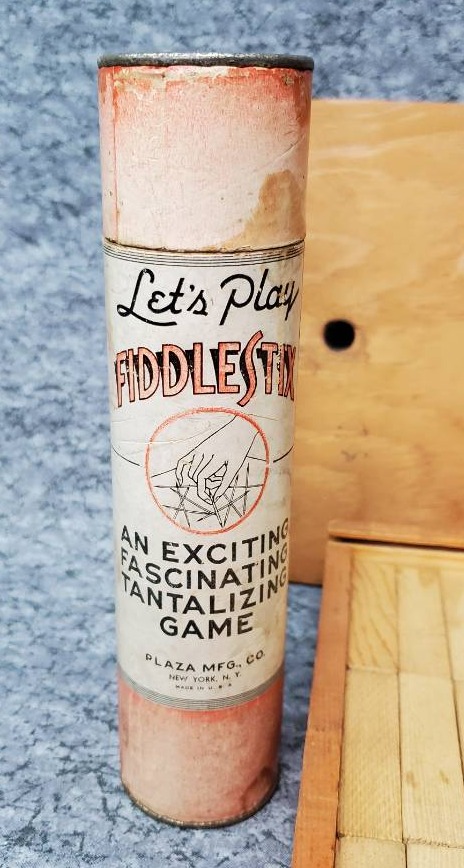 Let's Play
FIDDLESTIX
AN EXCITING
FASCINATING
TANTALIZING
GAME
PLAZA MFG., CO.
NEW YORK, N. Y.
MADE IN U. S. A.